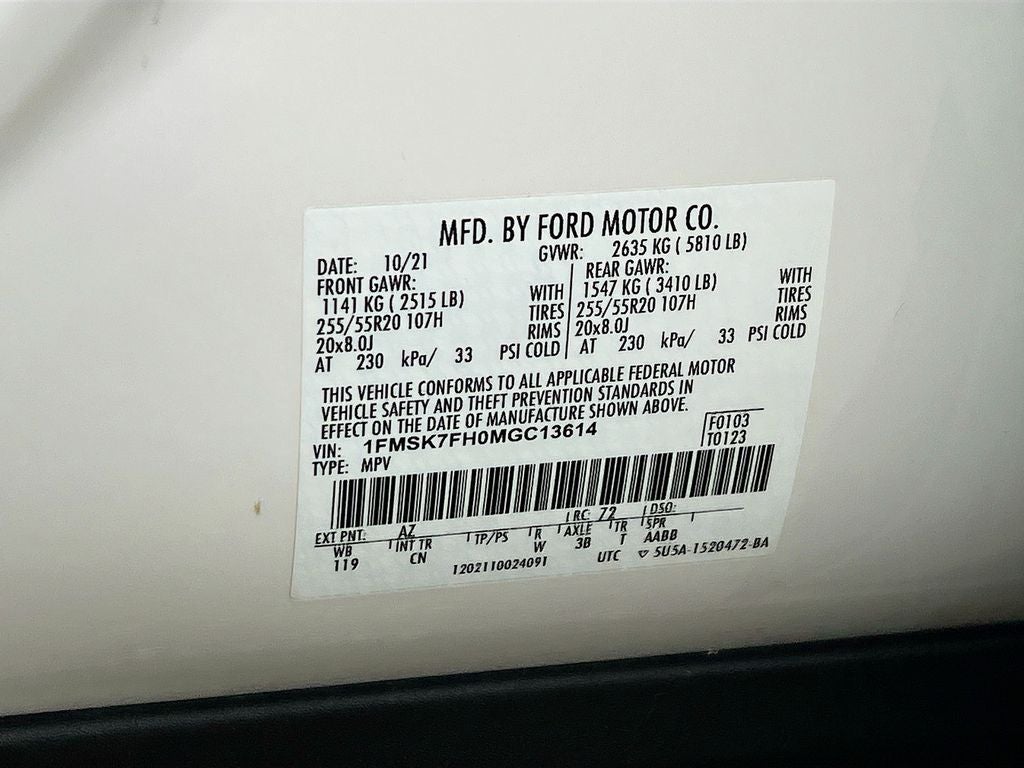 MFD. BY FORD MOTOR CO.
DATE: 10/21 GVWR: 2635 KG ( 5810 LB)
FRONT GAWR: REAR GAWR:
1141 KG ( 2515 LB) WITH 1547 KG ( 3410 LB) WITH
255/55R20 107H TIRES 255/55R20 107H TIRES
20x8.0J RIMS 20x8.0J RIMS
AT 230 kPa/ 33 PSI COLD AT 230 kPa/ 33 PSI COLD
THIS VEHICLE CONFORMS TO ALL APPLICABLE FEDERAL MOTOR
VEHICLE SAFETY AND THEFT PREVENTION STANDARDS IN
EFFECT ON THE DATE OF MANUFACTURE SHOWN ABOVE.
VIN: 1FMSK7FH0MGC13614 F0103
TYPE: MPV T0123
EXT PNT: AZ RC: 72 DSO:
WB INT TR TP/PS R AXLE TR SPR
119 CN W 3B T AABB
1202110024091 UTC ▽ 5U5A-1520472-BA